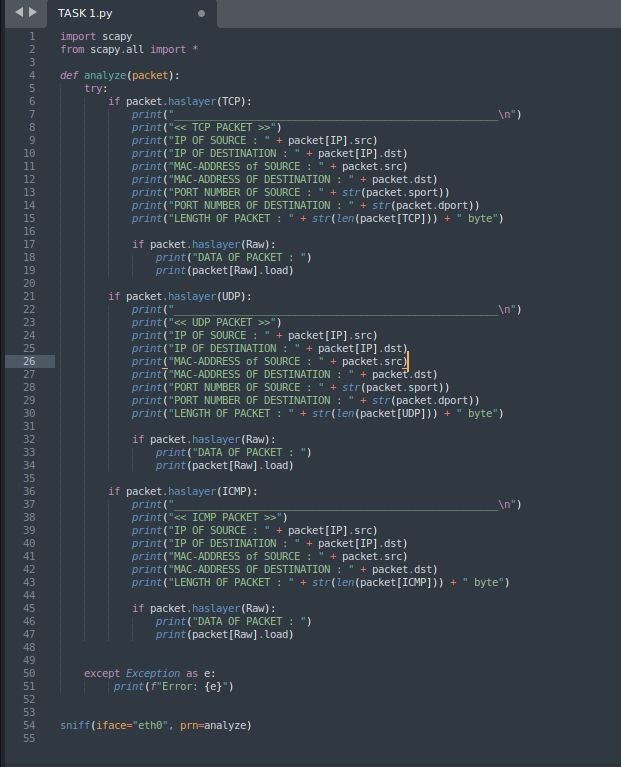 TASK 1.py
1 import scapy
2 from scapy.all import *
3
4 def analyze(packet):
5     try:
6         if packet.haslayer(TCP):
7             print("______________________________________________________\n")
8             print("<< TCP PACKET >>")
9             print("IP OF SOURCE : " + packet[IP].src)
10             print("IP OF DESTINATION : " + packet[IP].dst)
11             print("MAC-ADDRESS of SOURCE : " + packet.src)
12             print("MAC-ADDRESS OF DESTINATION : " + packet.dst)
13             print("PORT NUMBER OF SOURCE : " + str(packet.sport))
14             print("PORT NUMBER OF DESTINATION : " + str(packet.dport))
15             print("LENGTH OF PACKET : " + str(len(packet[TCP])) + " byte")
16
17             if packet.haslayer(Raw):
18                 print("DATA OF PACKET : ")
19                 print(packet[Raw].load)
20
21         if packet.haslayer(UDP):
22             print("______________________________________________________\n")
23             print("<< UDP PACKET >>")
24             print("IP OF SOURCE : " + packet[IP].src)
25             print("IP OF DESTINATION : " + packet[IP].dst)
26             print("MAC-ADDRESS of SOURCE : " + packet.src)
27             print("MAC-ADDRESS OF DESTINATION : " + packet.dst)
28             print("PORT NUMBER OF SOURCE : " + str(packet.sport))
29             print("PORT NUMBER OF DESTINATION : " + str(packet.dport))
30             print("LENGTH OF PACKET : " + str(len(packet[UDP])) + " byte")
31
32             if packet.haslayer(Raw):
33                 print("DATA OF PACKET : ")
34                 print(packet[Raw].load)
35
36         if packet.haslayer(ICMP):
37             print("______________________________________________________\n")
38             print("<< ICMP PACKET >>")
39             print("IP OF SOURCE : " + packet[IP].src)
40             print("IP OF DESTINATION : " + packet[IP].dst)
41             print("MAC-ADDRESS of SOURCE : " + packet.src)
42             print("MAC-ADDRESS OF DESTINATION : " + packet.dst)
43             print("LENGTH OF PACKET : " + str(len(packet[ICMP])) + " byte")
44
45             if packet.haslayer(Raw):
46                 print("DATA OF PACKET : ")
47                 print(packet[Raw].load)
48
49
50     except Exception as e:
51          print(f"Error: {e}")
52
53
54 sniff(iface="eth0", prn=analyze)
55